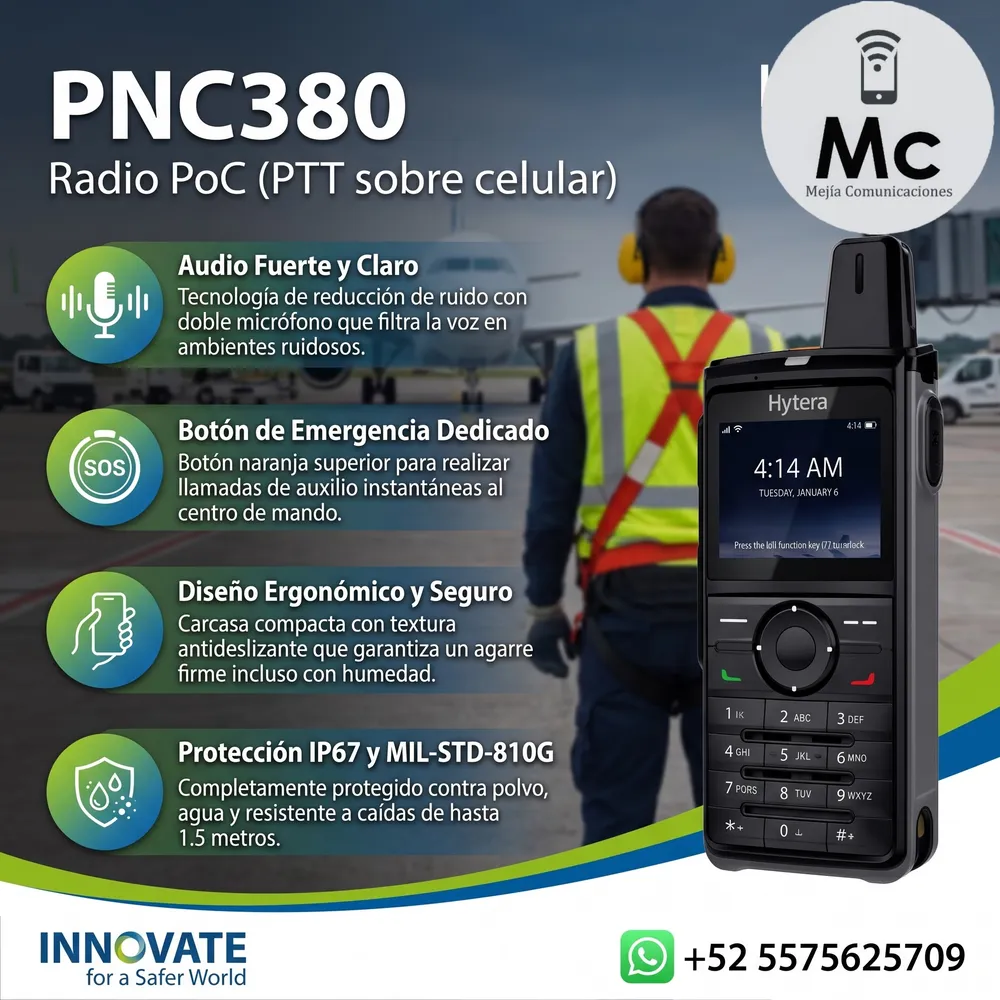 PNC380
Radio PoC (PTT sobre celular)
Mc
Mejía Comunicaciones
Audio Fuerte y Claro
Tecnología de reducción de ruido con
doble micrófono que filtra la voz en
ambientes ruidosos.
SOS
Botón de Emergencia Dedicado
Botón naranja superior para realizar
llamadas de auxilio instantáneas al
centro de mando.
Diseño Ergonómico y Seguro
Carcasa compacta con textura
antideslizante que garantiza un agarre
firme incluso con humedad.
Protección IP67 y MIL-STD-810G
Completamente protegido contra polvo,
agua y resistente a caídas de hasta
1.5 metros.
Hytera
4:14
4:14 AM
TUESDAY, JANUARY 6
Press the function key
1 2 ABC 3 DEF
4 GHI 5 JKL 6 MNO
7 PQRS 8 TUV 9 WXYZ
*+ 0 #+
INNOVATE
for a Safer World
+52 5575625709